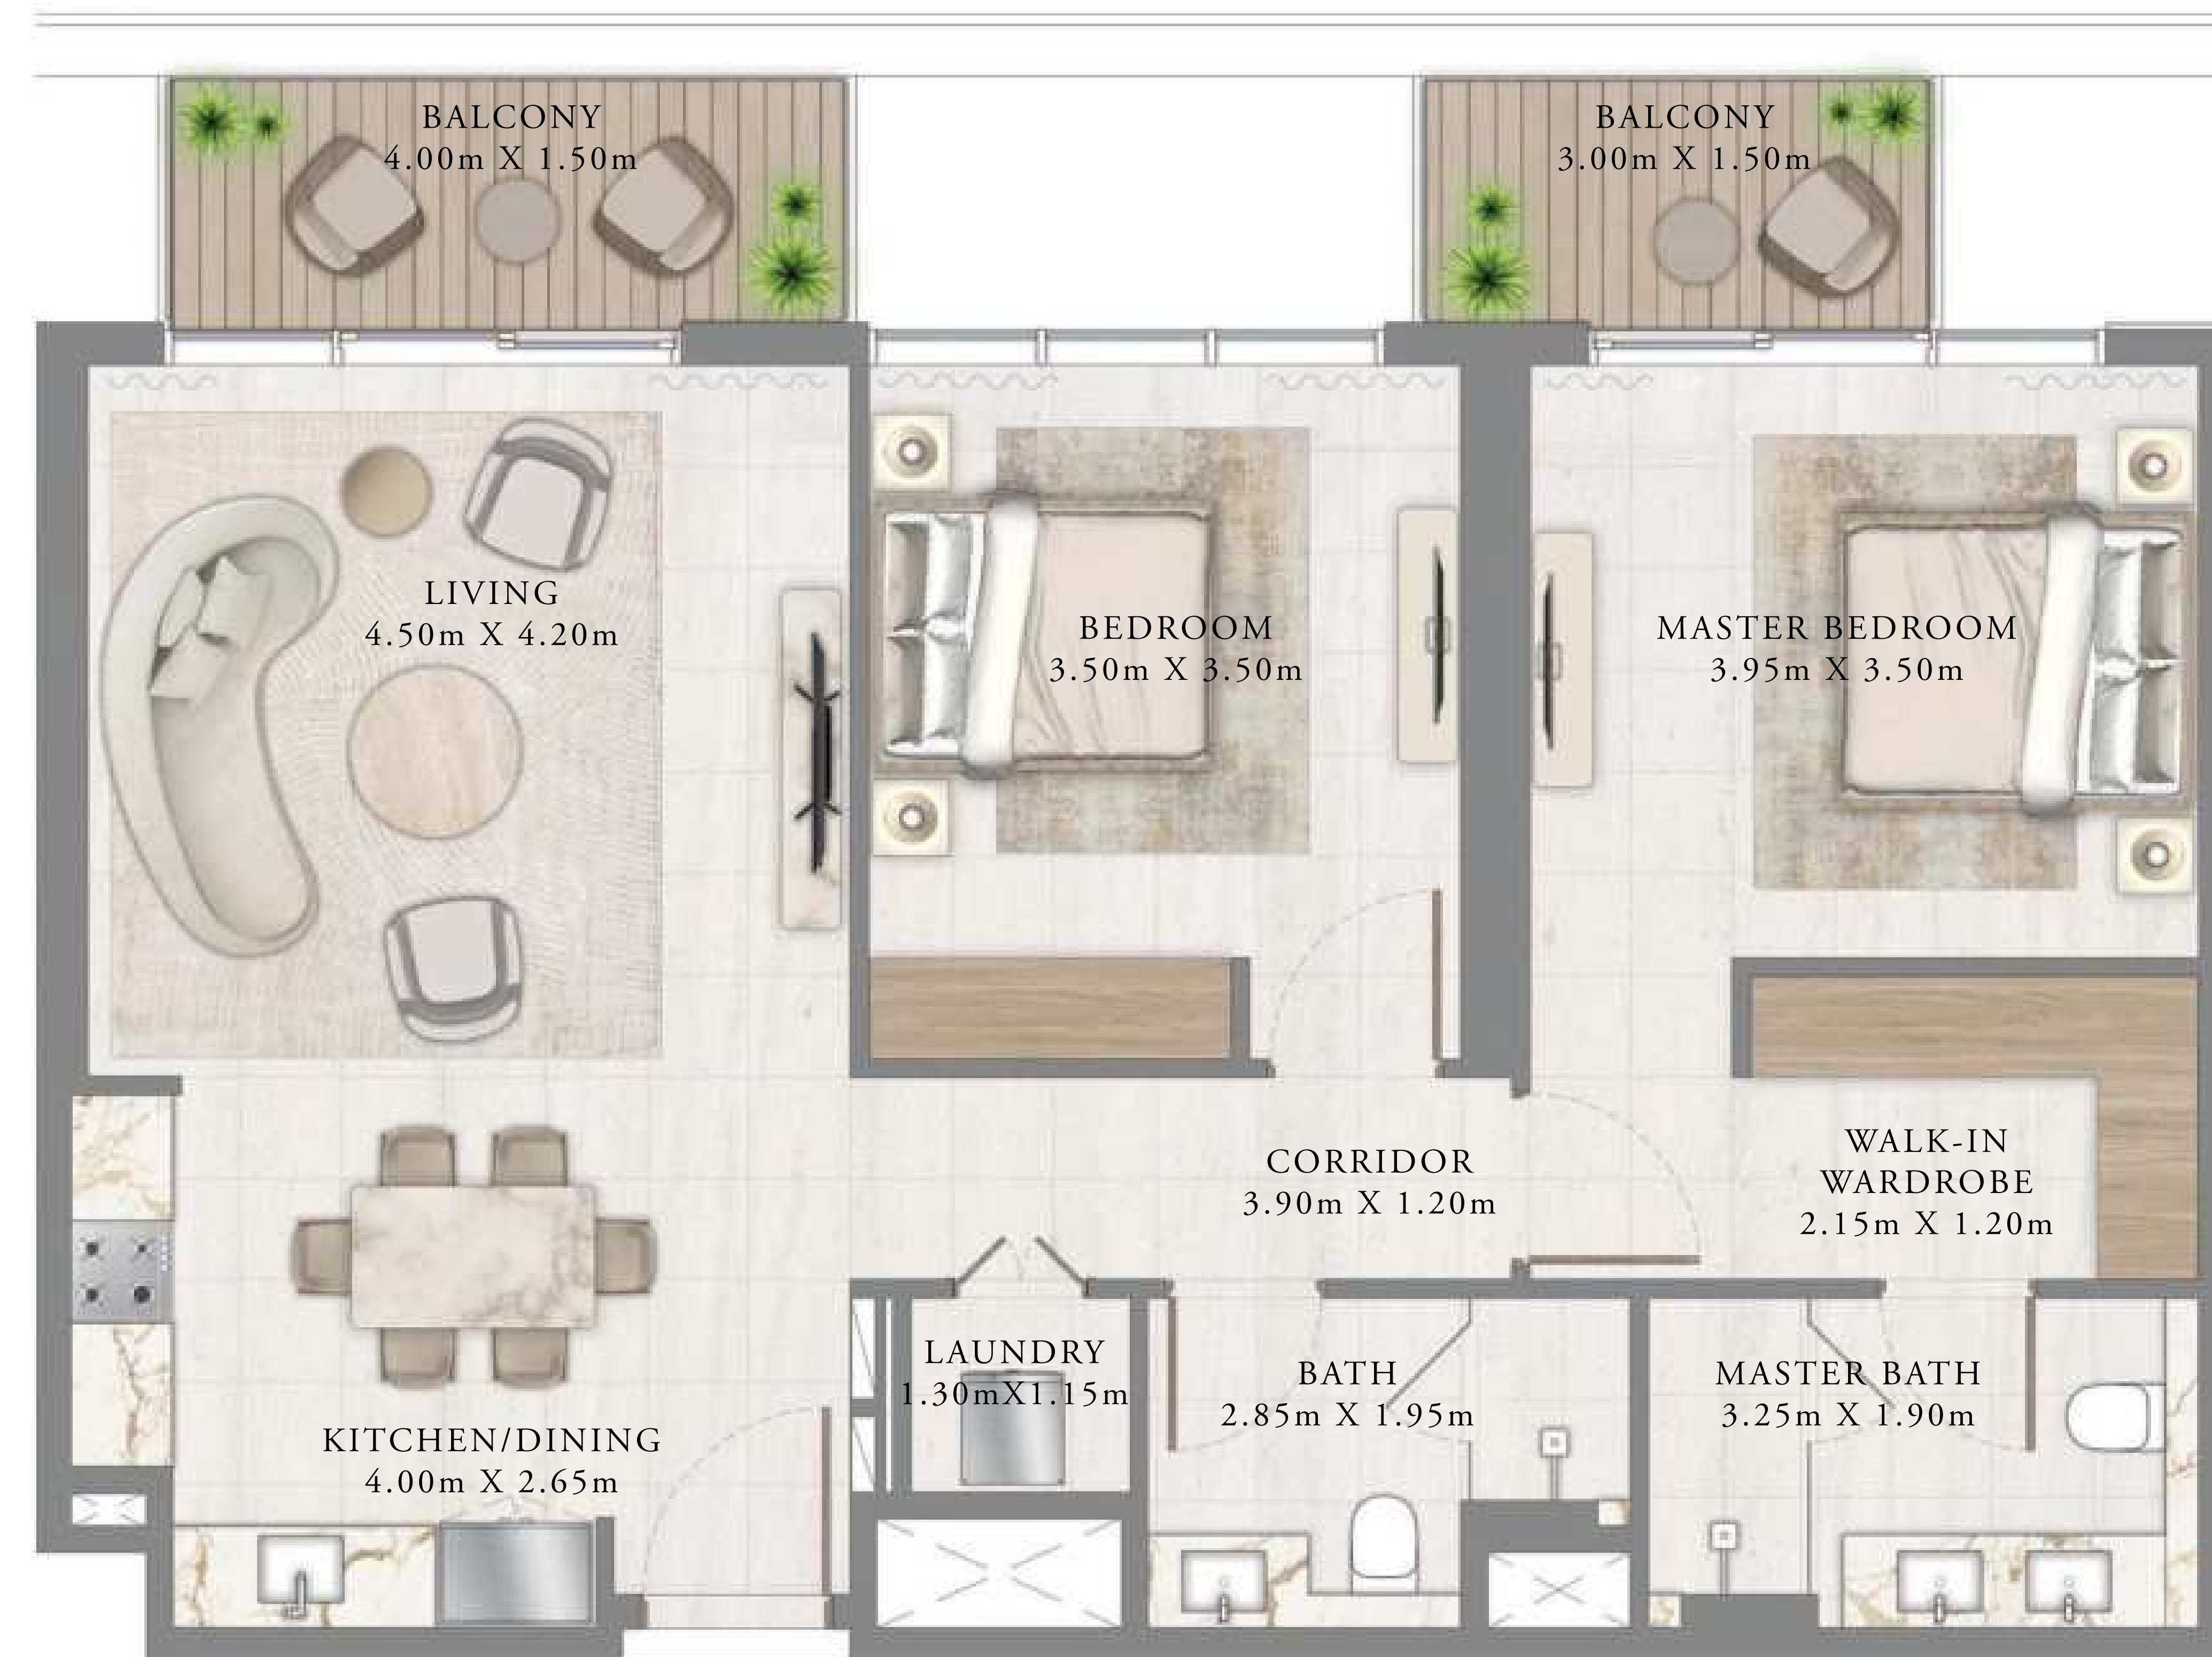 BALCONY
4.00m X 1.50m
BALCONY
3.00m X 1.50m
LIVING
4.50m X 4.20m
BEDROOM
3.50m X 3.50m
MASTER BEDROOM
3.95m X 3.50m
CORRIDOR
3.90m X 1.20m
WALK-IN
WARDROBE
2.15m X 1.20m
KITCHEN/DINING
4.00m X 2.65m
LAUNDRY
1.30mX1.15m
BATH
2.85m X 1.95m
MASTER BATH
3.25m X 1.90m